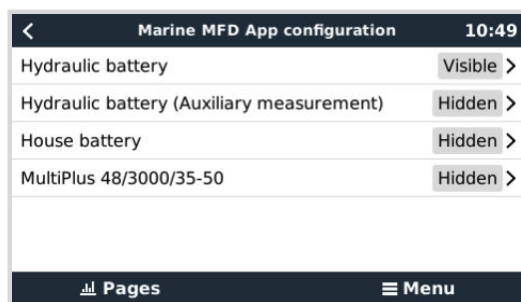 Marine MFD App configuration 10:49
Hydraulic battery Visible
Hydraulic battery (Auxiliary measurement) Hidden
House battery Hidden
MultiPlus 48/3000/35-50 Hidden
Pages Menu